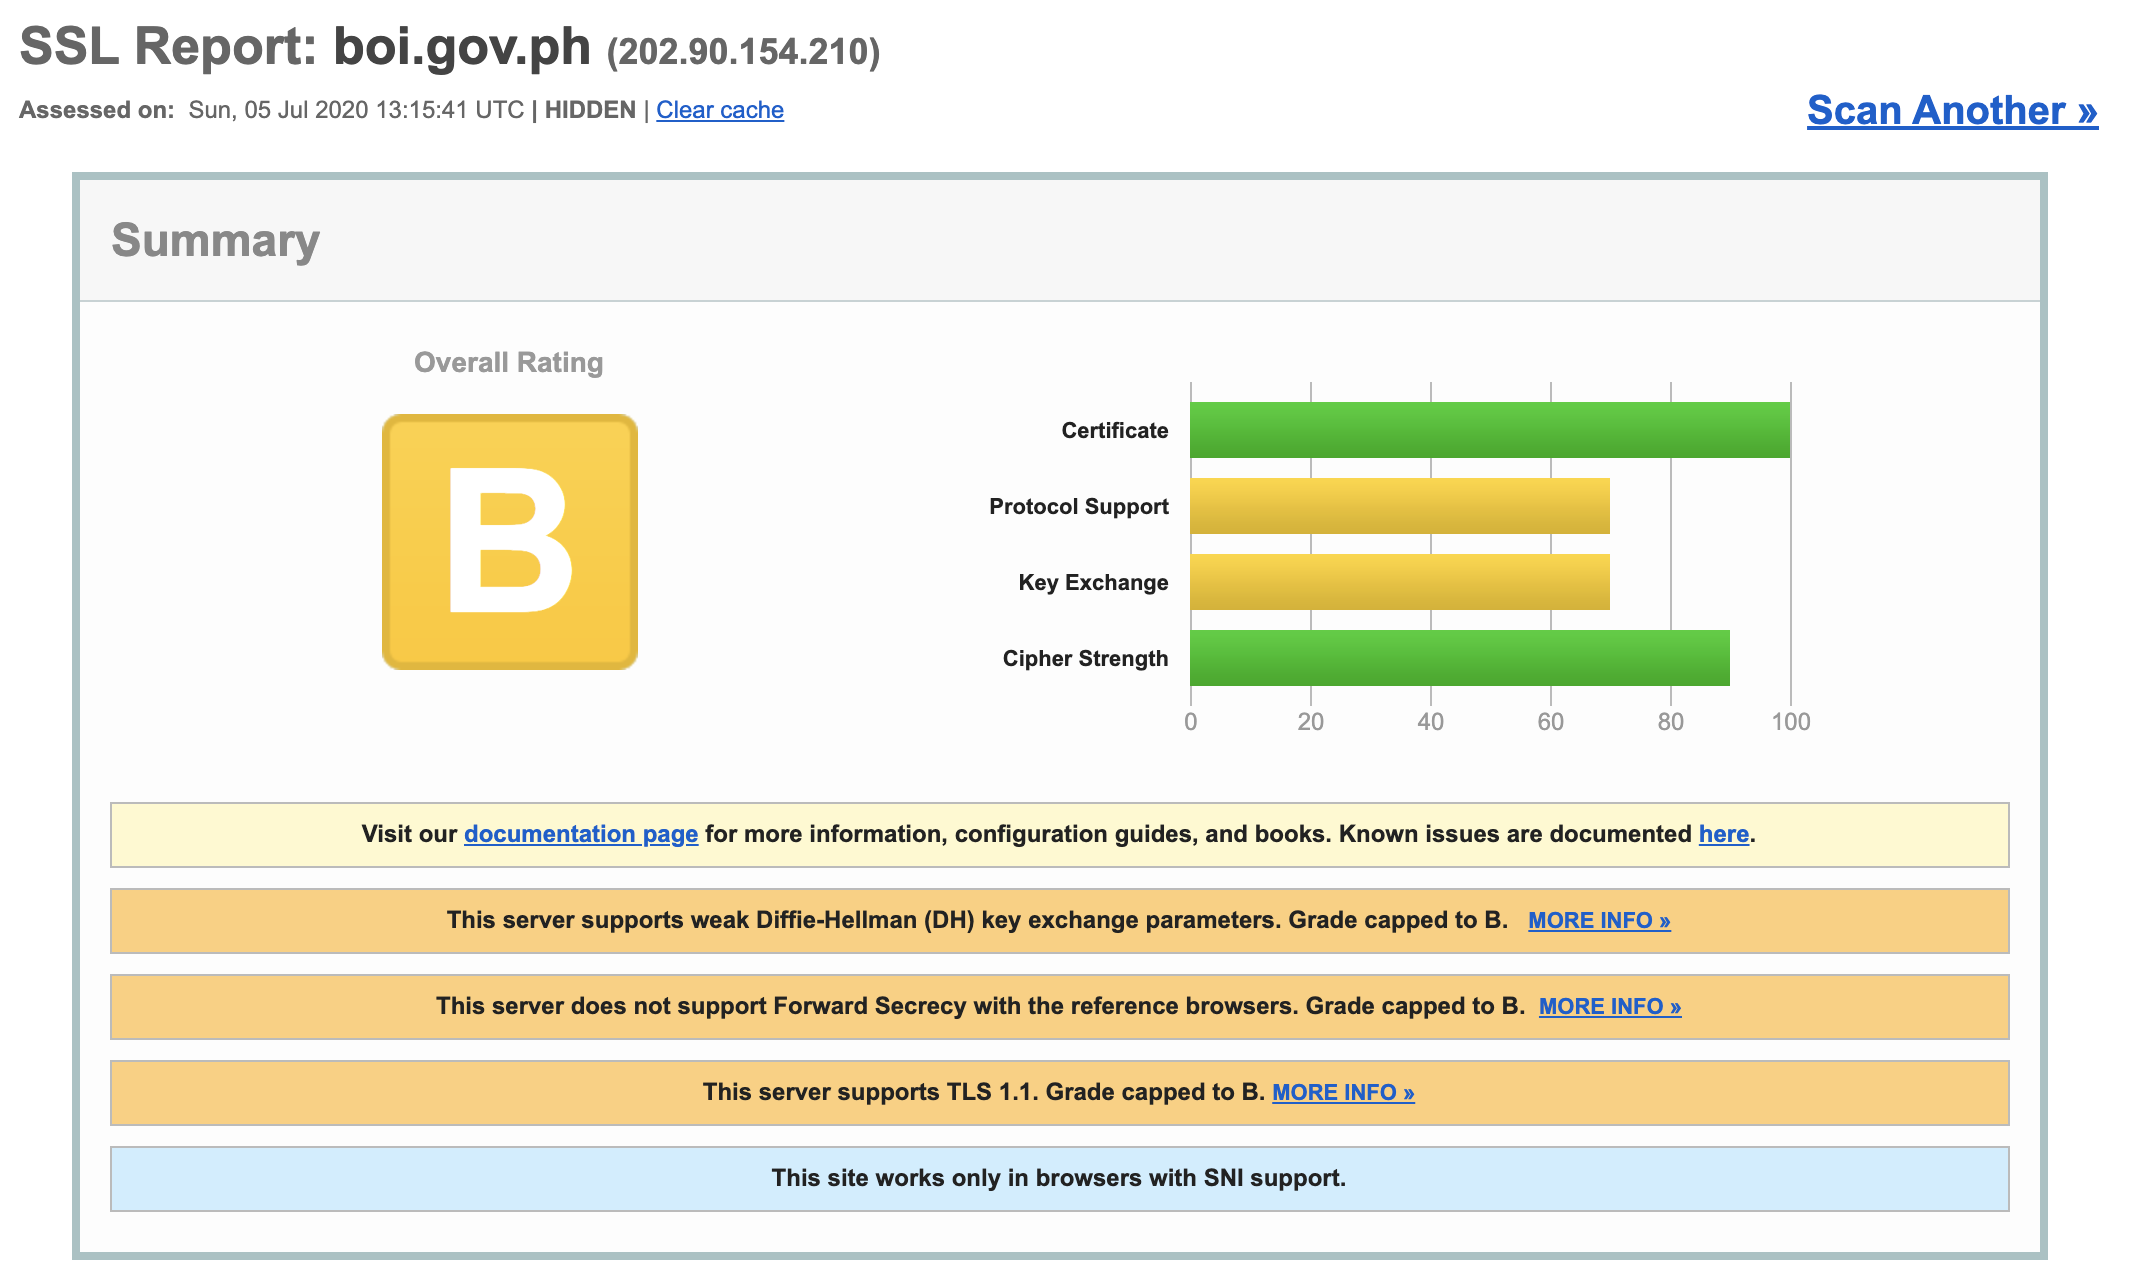 SSL Report: boi.gov.ph (202.90.154.210)
Assessed on: Sun, 05 Jul 2020 13:15:41 UTC | HIDDEN | Clear cache
Scan Another »
Summary
Overall Rating
B
Certificate
Protocol Support
Key Exchange
Cipher Strength
0 20 40 60 80 100
Visit our documentation page for more information, configuration guides, and books. Known issues are documented here.
This server supports weak Diffie-Hellman (DH) key exchange parameters. Grade capped to B. MORE INFO »
This server does not support Forward Secrecy with the reference browsers. Grade capped to B. MORE INFO »
This server supports TLS 1.1. Grade capped to B. MORE INFO »
This site works only in browsers with SNI support.